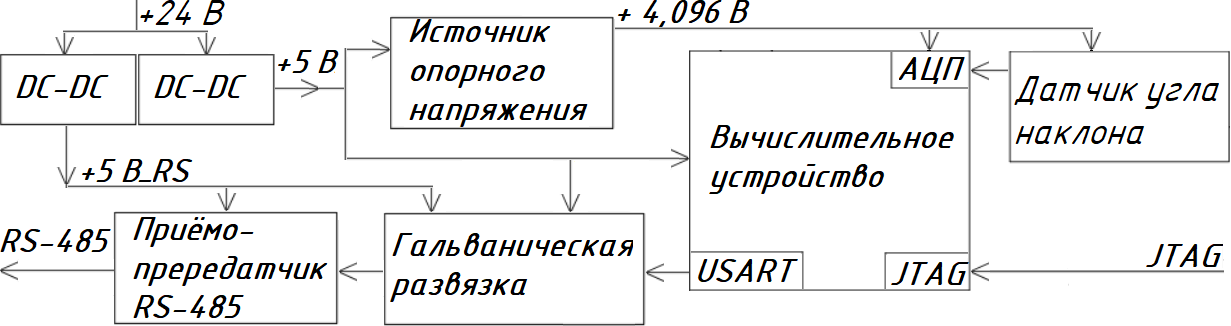 +24 В
DC-DC
DC-DC
+5 В
Источник
опорного
напряжения
+ 4,096 В
АЦП
Датчик угла
наклона
Вычислительное
устройство
+5 В_RS
RS-485
Приёмо-
прередатчик
RS-485
Гальваническая
развязка
USART
JTAG
JTAG